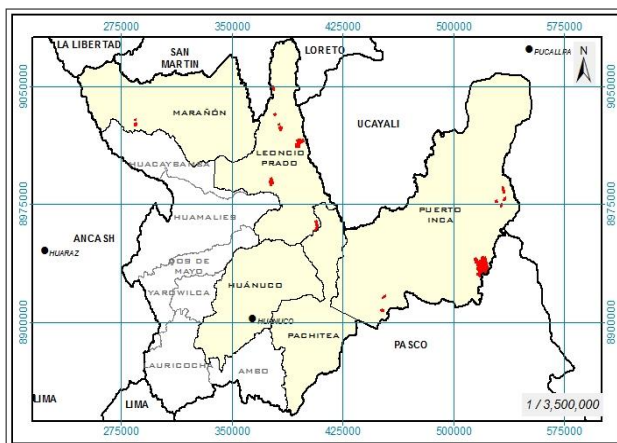 275000 350000 425000 500000 575000
LA LIBERTAD
SAN
MARTIN
LORETO
PUCALLPA
N
9050000
9050000
MARAÑÓN
UCAYALI
LEONCIO
PRADO
HUACAYBAMBA
8975000
8975000
HUAMALIES
PUERTO
INCA
ANCASH
HUARAZ
DOS DE
MAYO
YAROWILCA
HUÁNUCO
HUÁNUCO
8900000
8900000
PACHITEA
PASCO
LAURICOCHA
AMBO
LIMA
LIMA
1 / 3,500,000
275000 350000 425000 500000 575000